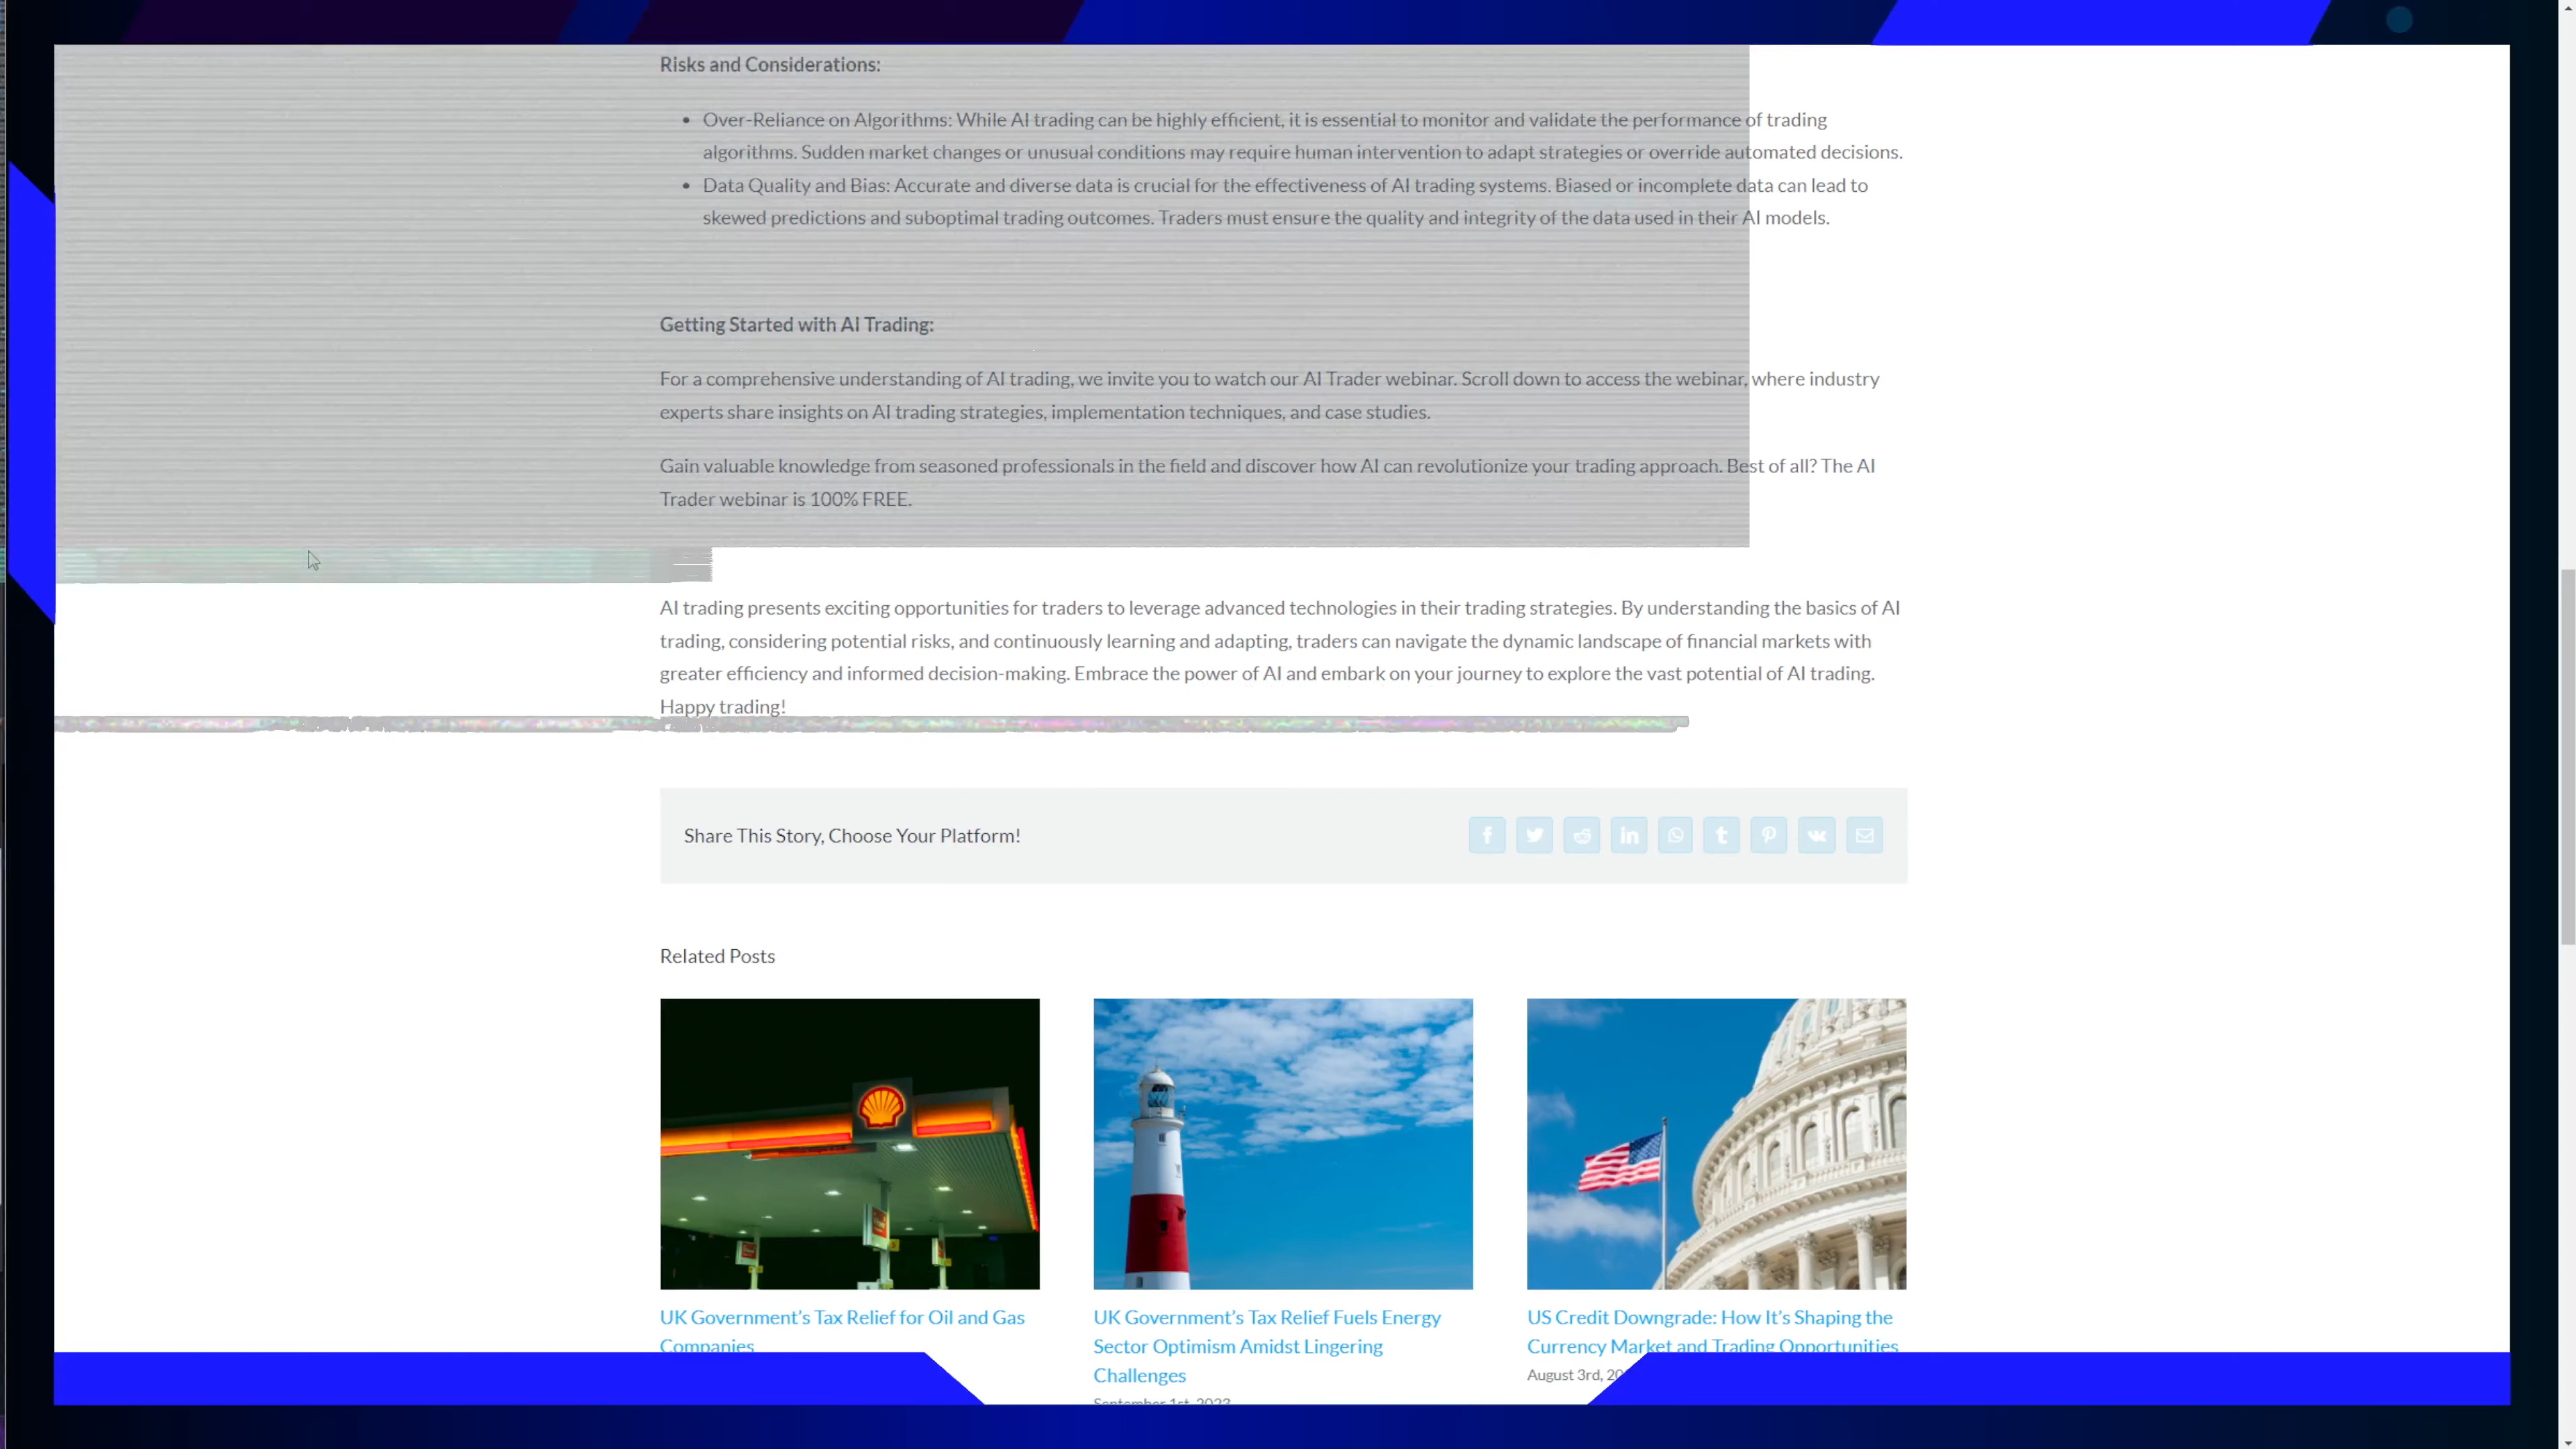 Risks and Considerations:
Over-Reliance on Algorithms: While AI trading can be highly efficient, it is essential to monitor and validate the performance of trading
algorithms. Sudden market changes or unusual conditions may require human intervention to adapt strategies or override automated decisions.
Data Quality and Bias: Accurate and diverse data is crucial for the effectiveness of AI trading systems. Biased or incomplete data can lead to
skewed predictions and suboptimal trading outcomes. Traders must ensure the quality and integrity of the data used in their AI models.
Getting Started with AI Trading:
For a comprehensive understanding of AI trading, we invite you to watch our AI Trader webinar. Scroll down to access the webinar, where industry
experts share insights on AI trading strategies, implementation techniques, and case studies.
Gain valuable knowledge from seasoned professionals in the field and discover how AI can revolutionize your trading approach. Best of all? The AI
Trader webinar is 100% FREE.
AI trading presents exciting opportunities for traders to leverage advanced technologies in their trading strategies. By understanding the basics of AI
trading, considering potential risks, and continuously learning and adapting, traders can navigate the dynamic landscape of financial markets with
greater efficiency and informed decision-making. Embrace the power of AI and embark on your journey to explore the vast potential of AI trading.
Happy trading!
Share This Story, Choose Your Platform!
Related Posts
UK Government’s Tax Relief for Oil and Gas
Companies
UK Government’s Tax Relief Fuels Energy
Sector Optimism Amidst Lingering
Challenges
September 1st, 2023
US Credit Downgrade: How It’s Shaping the
Currency Market and Trading Opportunities
August 3rd,